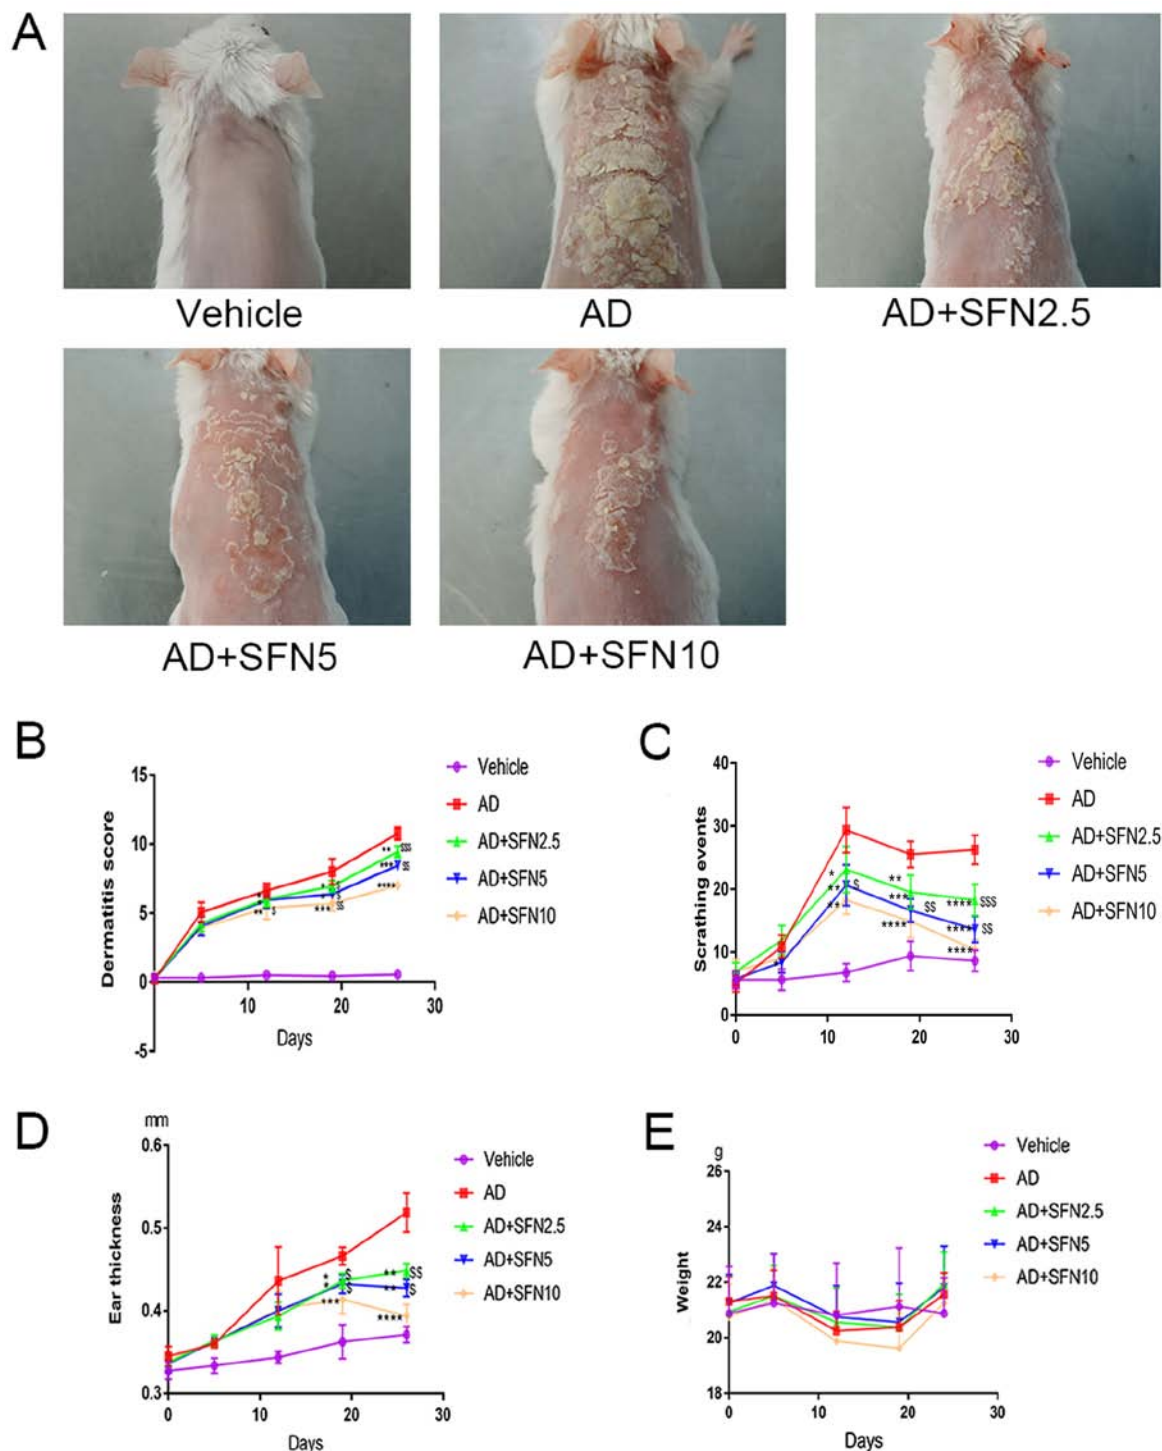 A
Vehicle
AD
AD+SFN2.5
AD+SFN5
AD+SFN10
B
Dermatitis score
15
10
5
0
-5
10
20
30
Days
Vehicle
AD
AD+SFN2.5
AD+SFN5
AD+SFN10
** $$$
*** $$
****
** $
*** $$
C
Scrathing events
40
30
20
10
0
0
10
20
30
Vehicle
AD
AD+SFN2.5
AD+SFN5
AD+SFN10
*
** $
**
**
*** $$
****
**** $$$
**** $$
****
D
mm
Ear thickness
0.6
0.5
0.4
0.3
0
10
20
30
Days
Vehicle
AD
AD+SFN2.5
AD+SFN5
AD+SFN10
* $
* $
***
** $$
** $
****
E
g
Weight
26
24
22
20
18
0
10
20
30
Days
Vehicle
AD
AD+SFN2.5
AD+SFN5
AD+SFN10